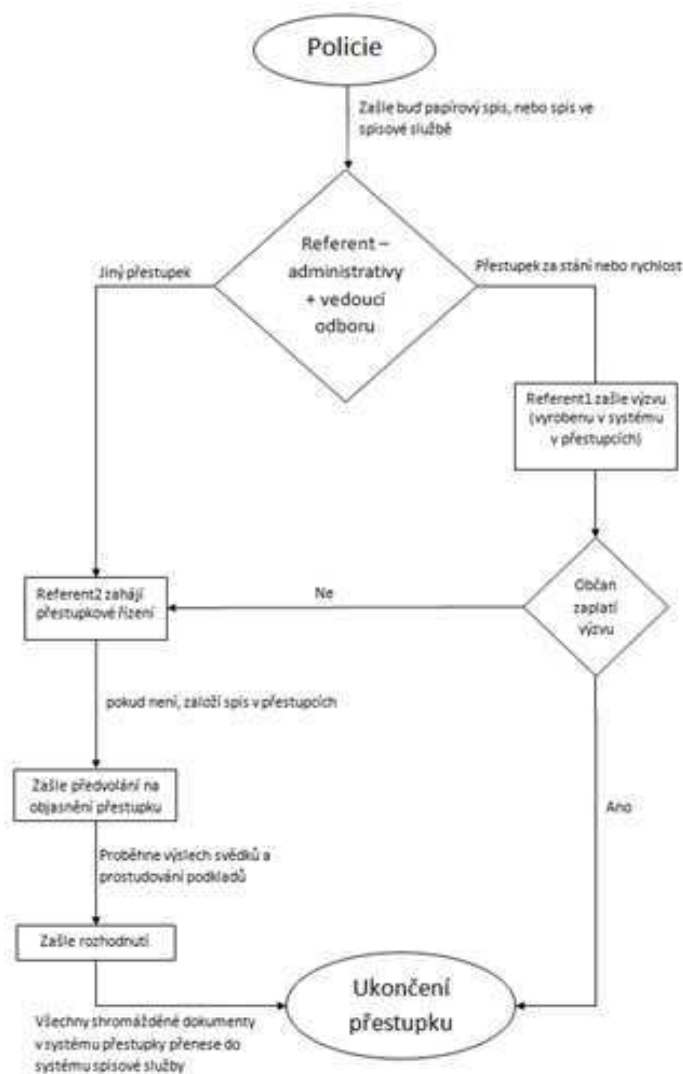 Policie
Zašle buď papírový spis, nebo spis ve
spisové službě
Referent –
administrativy
+ vedoucí
odboru
Jiný přestupek
Přestupek za stání nebo rychlost
Referent1 zašle výzvu
(vyrobenu v systému
v přestupcích)
Občan
zaplatí
výzvu
Ne
Referent2 zahájí
přestupkové řízení
pokud není, založí spis v přestupcích
Zašle předvolání na
objasnění přestupku
Ano
Proběhne výslech svědků a
prostudování podkladů
Zašle rozhodnutí
Ukončení
přestupku
Všechny shromážděné dokumenty
v systému přestupky přenese do
systému spisové služby